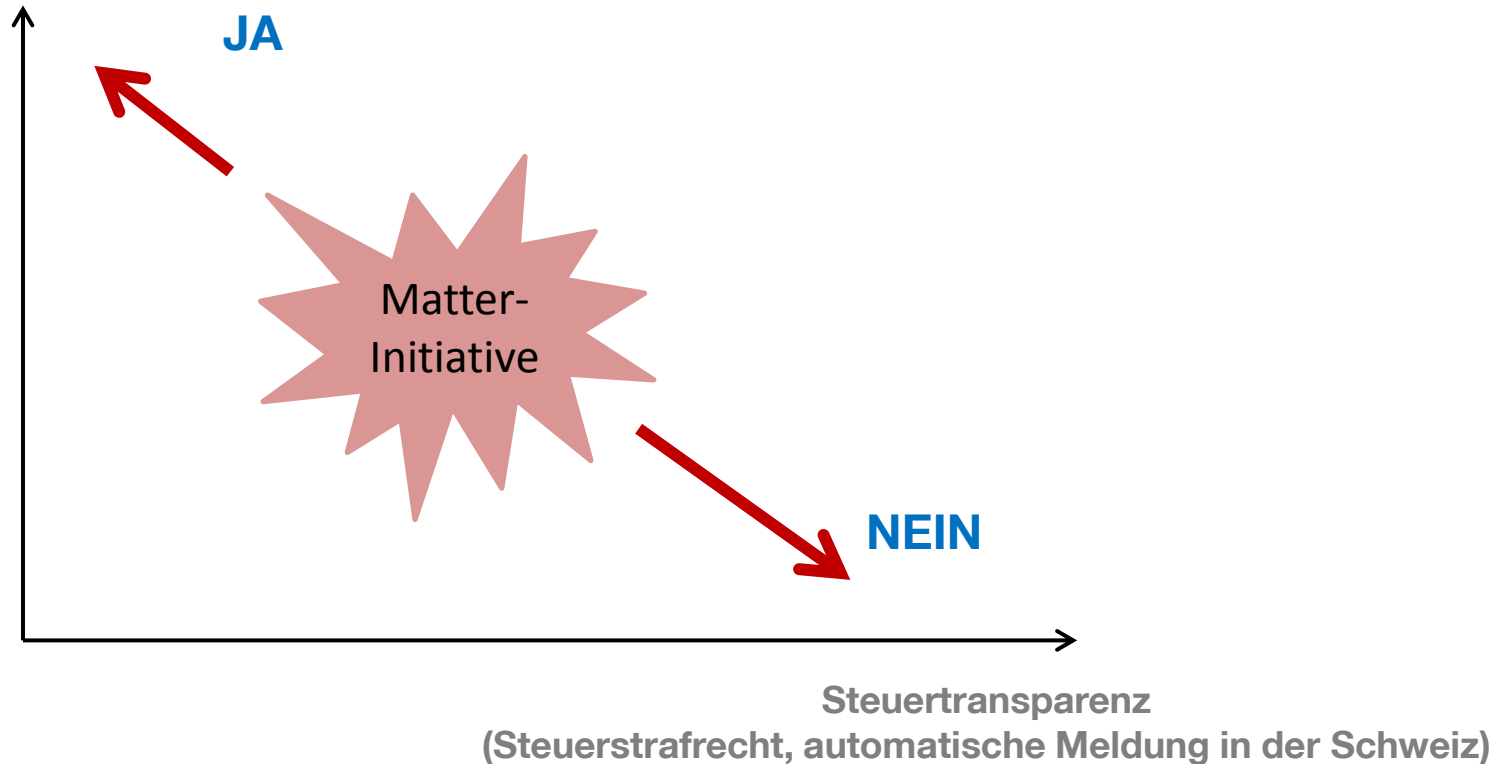 JA
Matter-
Initiative
NEIN
Steuertransparenz
(Steuerstrafrecht, automatische Meldung in der Schweiz)